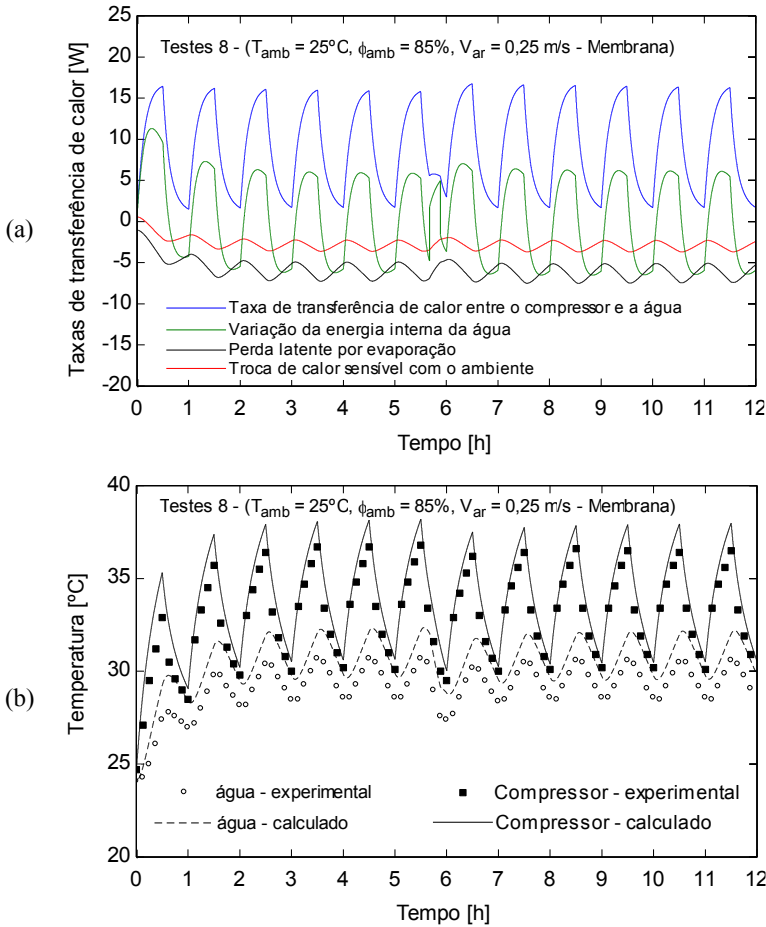 (a)
Taxas de transferência de calor [W]
25
20
15
10
5
0
-5
-10
-15
-20
Testes 8 - (Tamb = 25ºC, ϕamb = 85%, Var = 0,25 m/s - Membrana)
Taxa de transferência de calor entre o compressor e a água
Variação da energia interna da água
Perda latente por evaporação
Troca de calor sensível com o ambiente
0 1 2 3 4 5 6 7 8 9 10 11 12
Tempo [h]
(b)
Temperatura [ºC]
40
35
30
25
20
Testes 8 - (Tamb = 25ºC, ϕamb = 85%, Var = 0,25 m/s - Membrana)
água - experimental Compressor - experimental
água - calculado Compressor - calculado
0 1 2 3 4 5 6 7 8 9 10 11 12
Tempo [h]